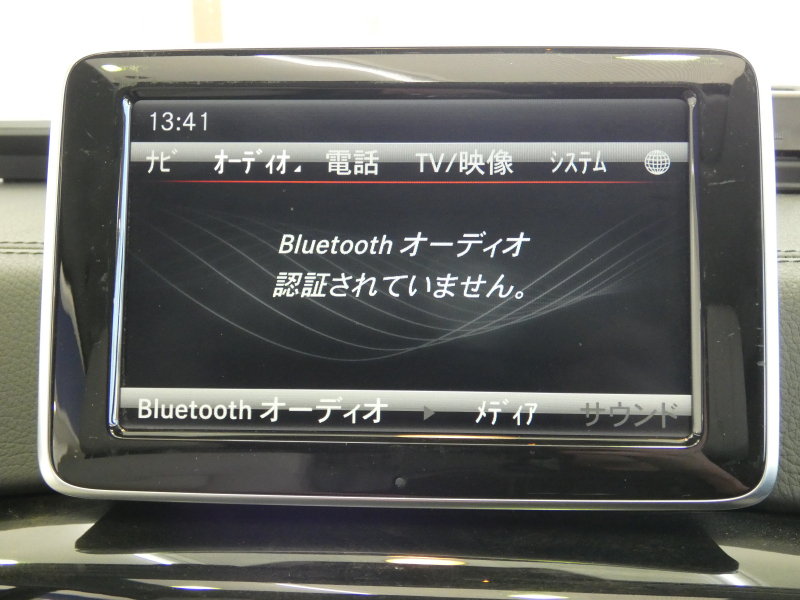 13:41
ﾅﾋﾞ ｵｰﾃﾞｨｵ 電話 TV/映像 ｼｽﾃﾑ
Bluetooth オーディオ
認証されていません。
Bluetooth オーディオ ﾒﾃﾞｨｱ サウンド